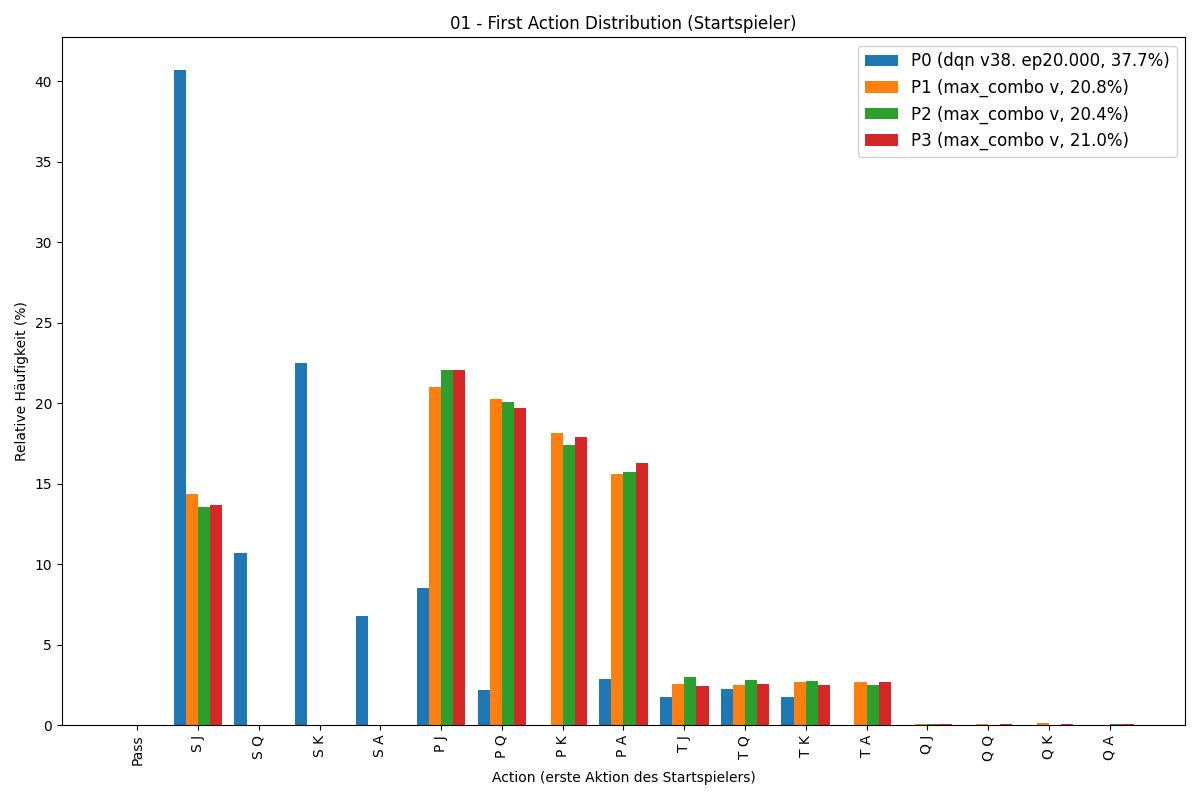 01 - First Action Distribution (Startspieler)
P0 (dqn v38. ep20.000, 37.7%)
P1 (max_combo v, 20.8%)
P2 (max_combo v, 20.4%)
P3 (max_combo v, 21.0%)
Relative Häufigkeit (%)
40
35
30
25
20
15
10
5
0
Pass
S J
S Q
S K
S A
P J
P Q
P K
P A
T J
T Q
T K
T A
Q J
Q Q
Q K
Q A
Action (erste Aktion des Startspielers)